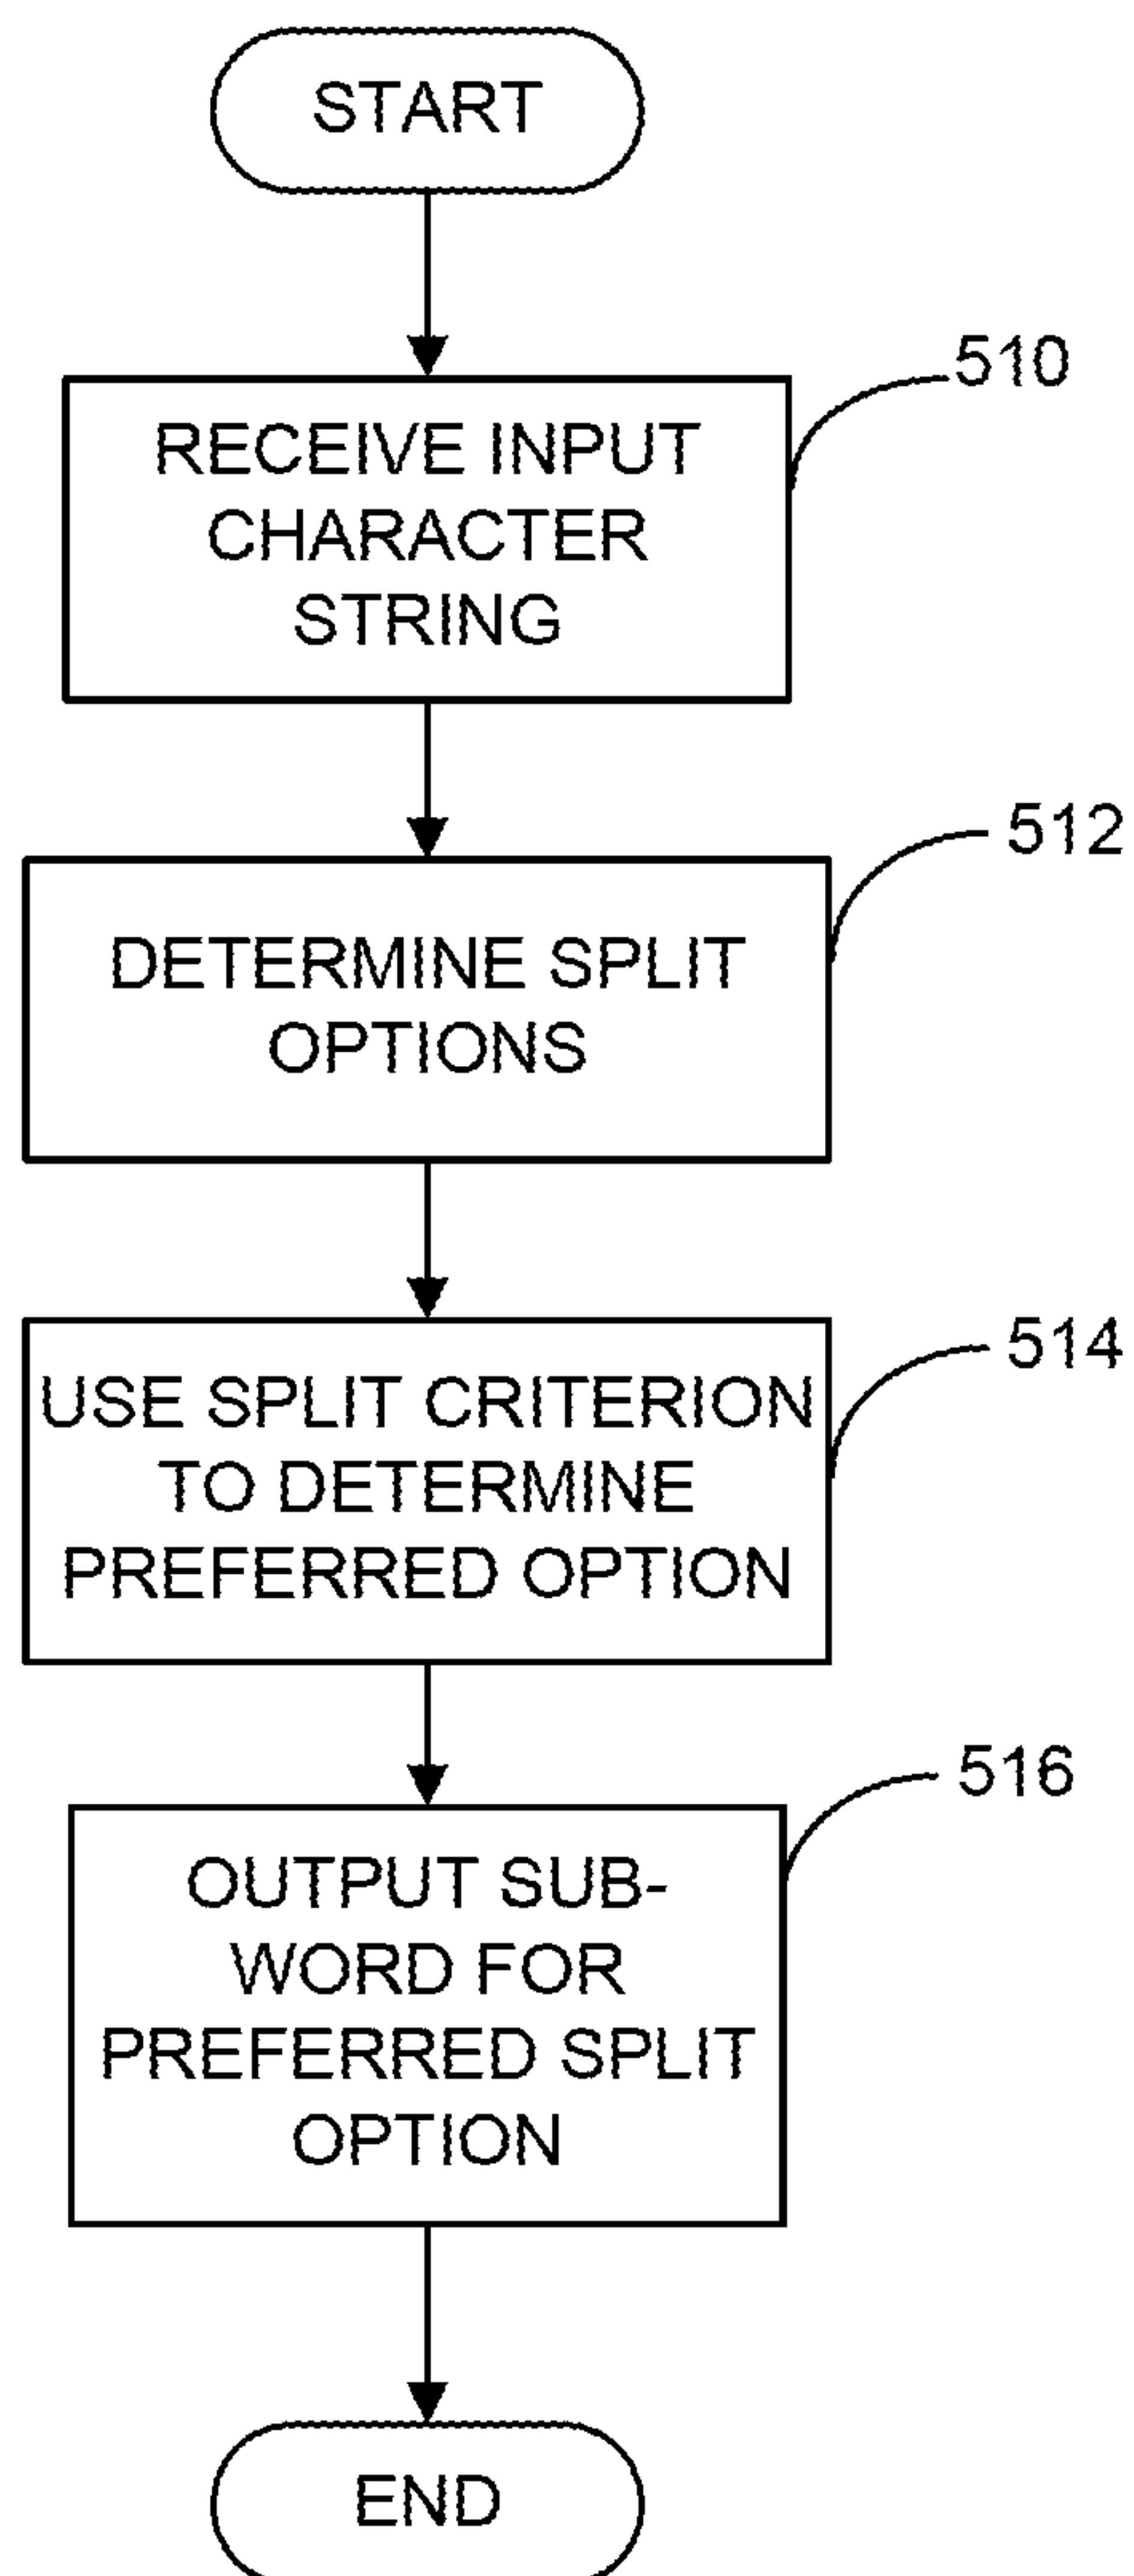 START
510
RECEIVE INPUT
CHARACTER
STRING
512
DETERMINE SPLIT
OPTIONS
514
USE SPLIT CRITERION
TO DETERMINE
PREFERRED OPTION
516
OUTPUT SUB-
WORD FOR
PREFERRED SPLIT
OPTION
END